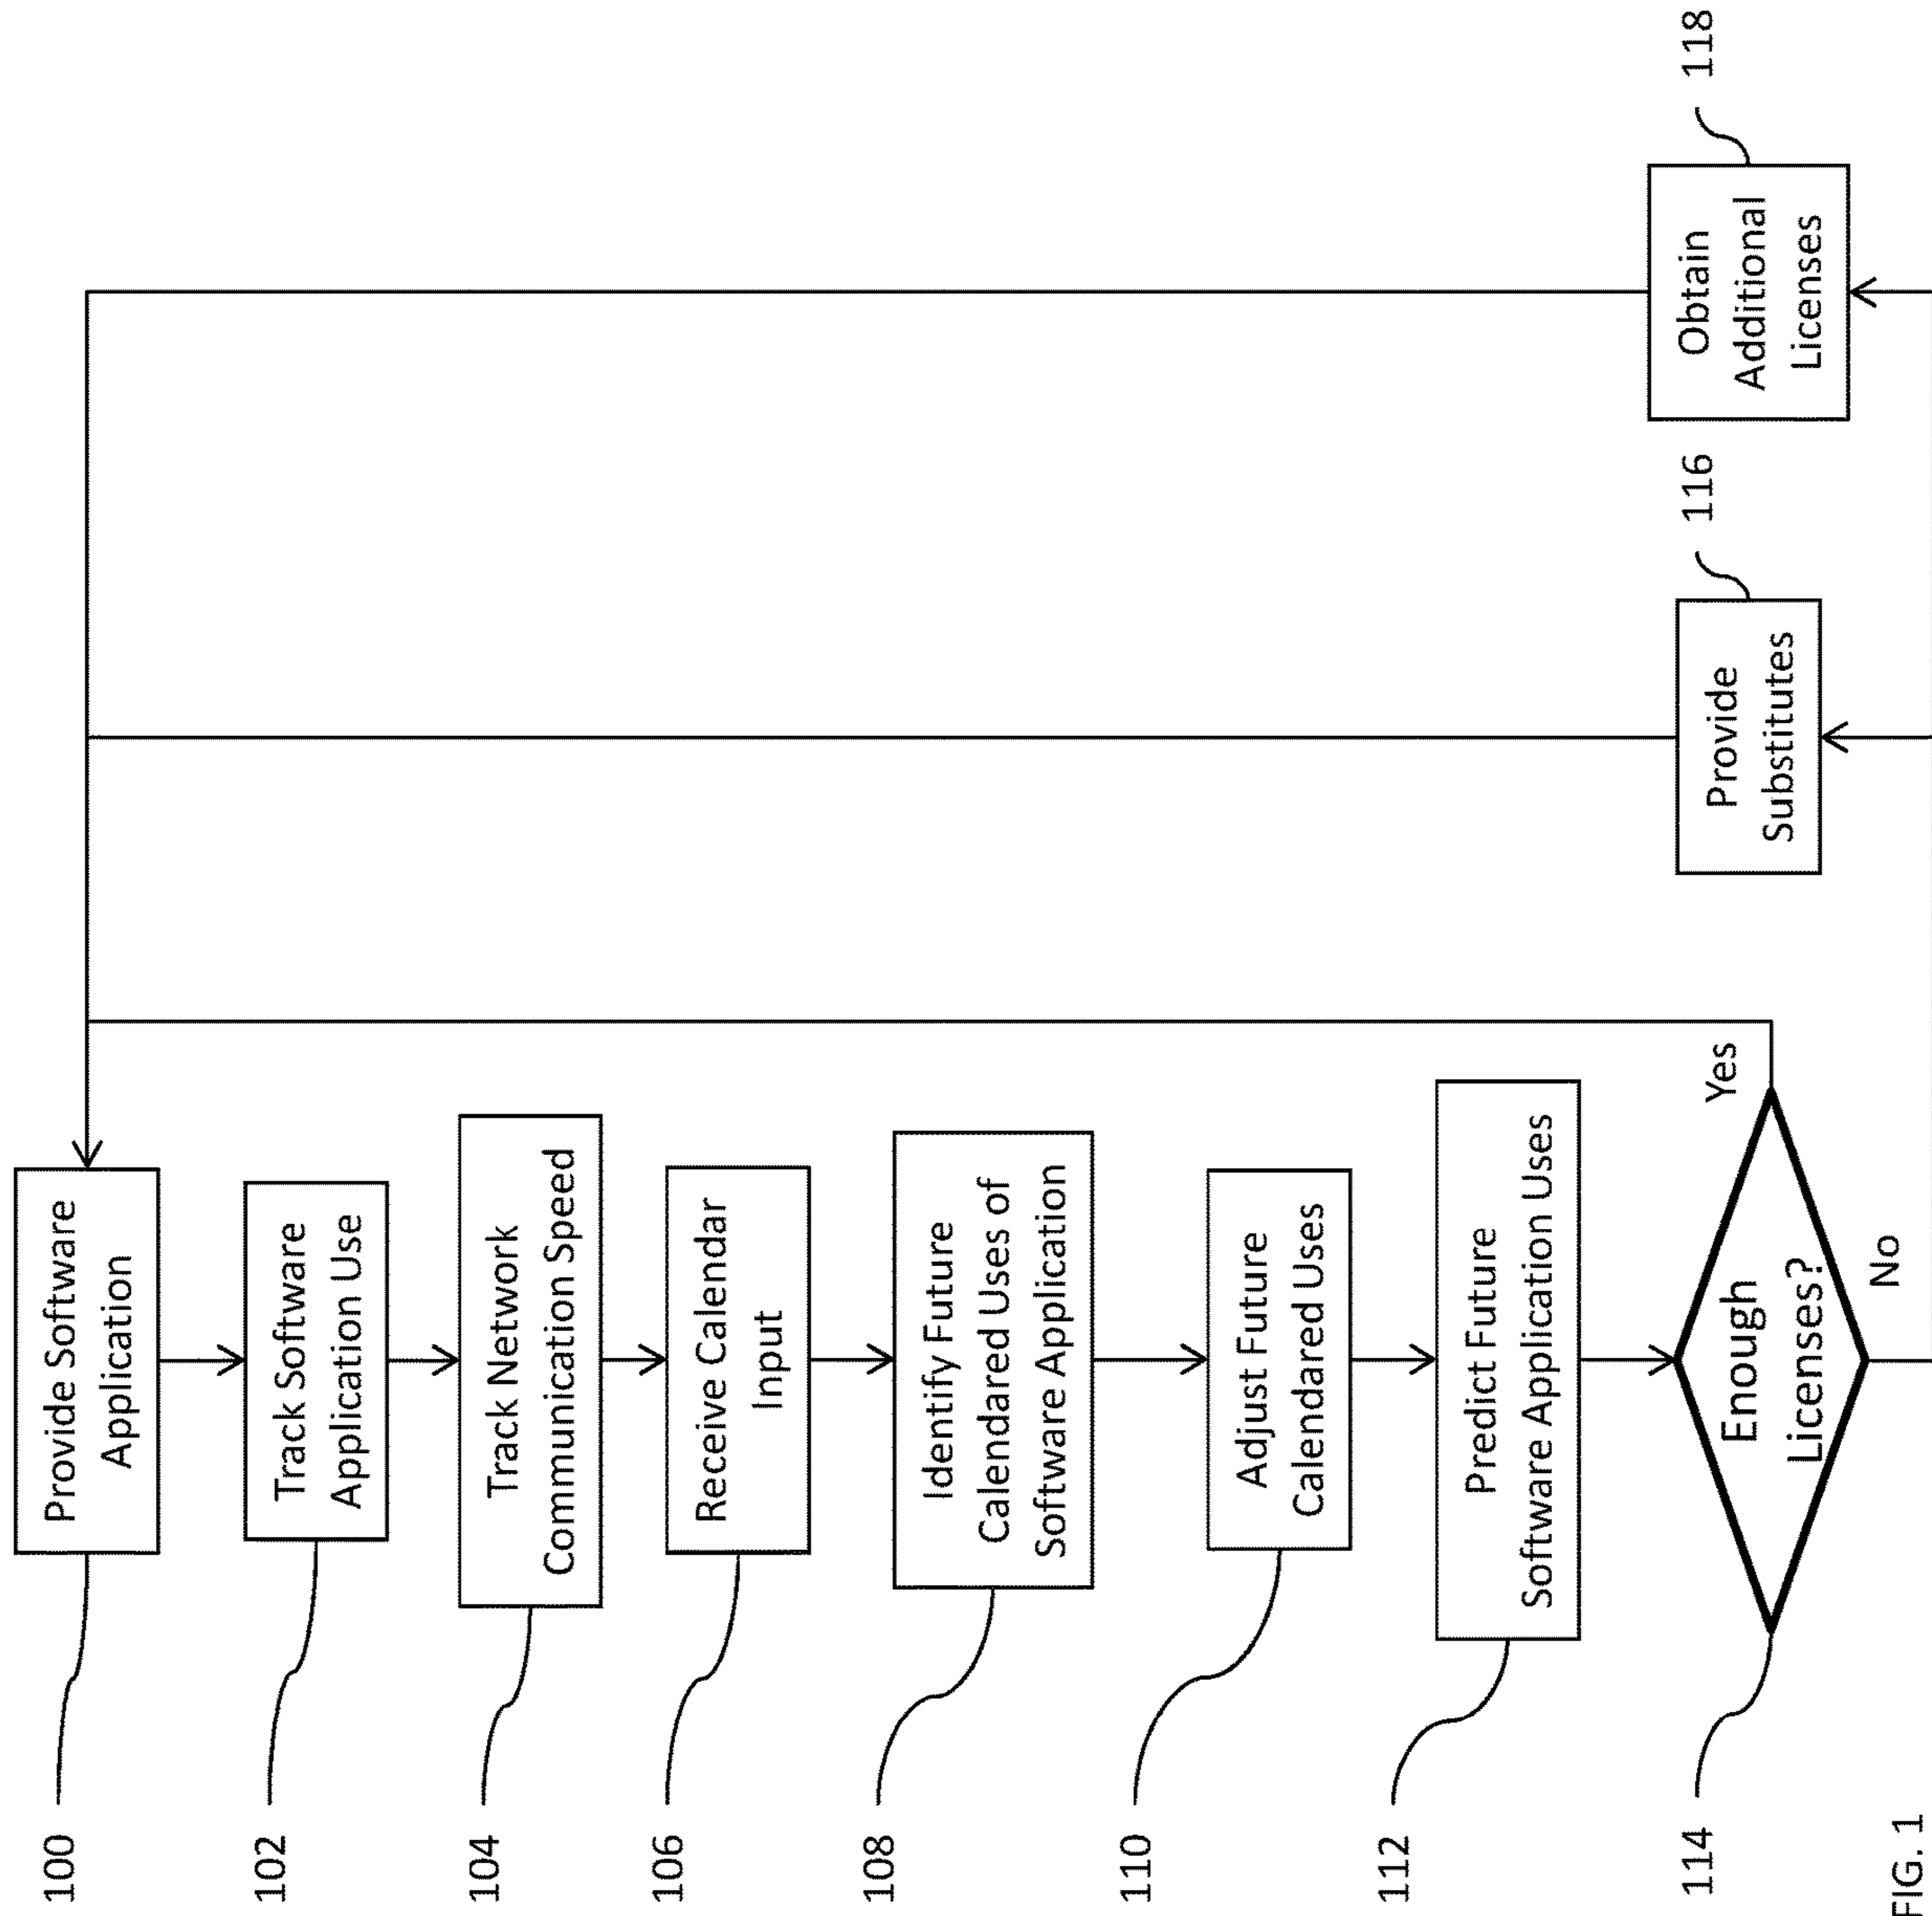 100
Provide Software
Application
102
Track Software
Application Use
104
Track Network
Communication Speed
106
Receive Calendar
Input
108
Identify Future
Calendared Uses of
Software Application
110
Adjust Future
Calendared Uses
112
Predict Future
Software Application Uses
114
Enough
Licenses?
Yes
No
Provide
Substitutes
116
Obtain
Additional
Licenses
118
FIG. 1